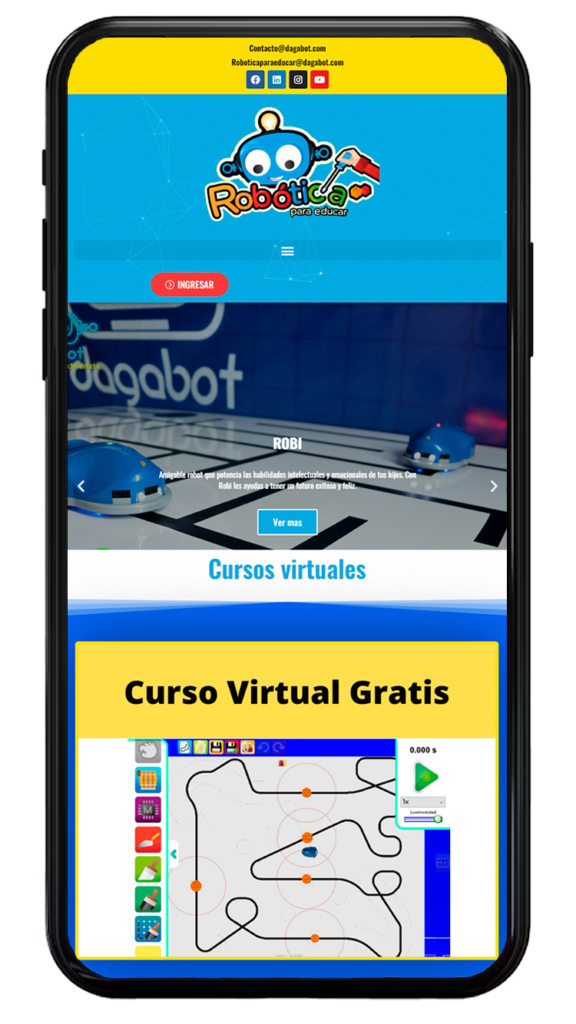 Contacto@dagabot.com
Roboticaparaeducar@dagabot.com
Robótica
para educar
INGRESAR
dagabot
ROBI
Amigable robot que potencia las habilidades intelectuales y emocionales de tus hijos. Con
Robi les ayudas a tener un futuro exitoso y feliz.
Ver mas
Cursos virtuales
Curso Virtual Gratis
0.000 s
1x
Luminosidad
M